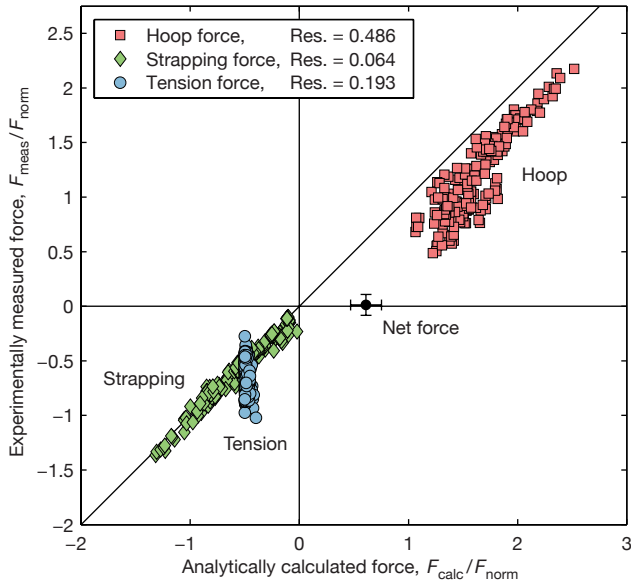 Hoop force, Res. = 0.486
Strapping force, Res. = 0.064
Tension force, Res. = 0.193
2.5
2
1.5
1
0.5
0
−0.5
−1
−1.5
−2
Experimentally measured force, F_meas/F_norm
Hoop
Net force
Strapping
Tension
−2 −1 0 1 2 3
Analytically calculated force, F_calc/F_norm